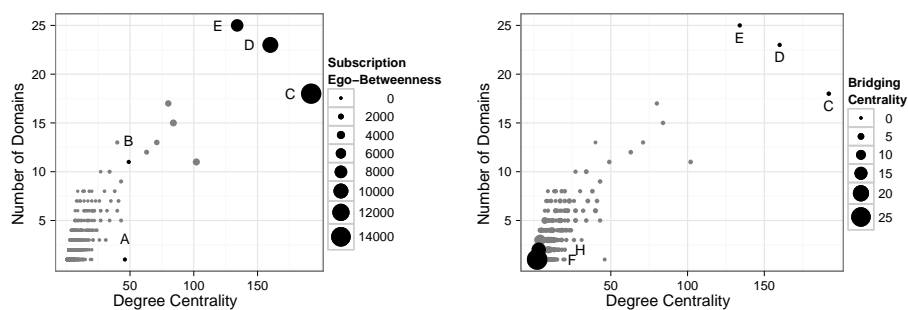 Number of Domains
25
20
15
10
5
E
D
C
B
A
50
100
150
Degree Centrality
Subscription
Ego−Betweenness
0
2000
4000
6000
8000
10000
12000
14000
Number of Domains
25
20
15
10
5
E
D
C
H
F
50
100
150
Degree Centrality
Bridging
Centrality
0
5
10
15
20
25